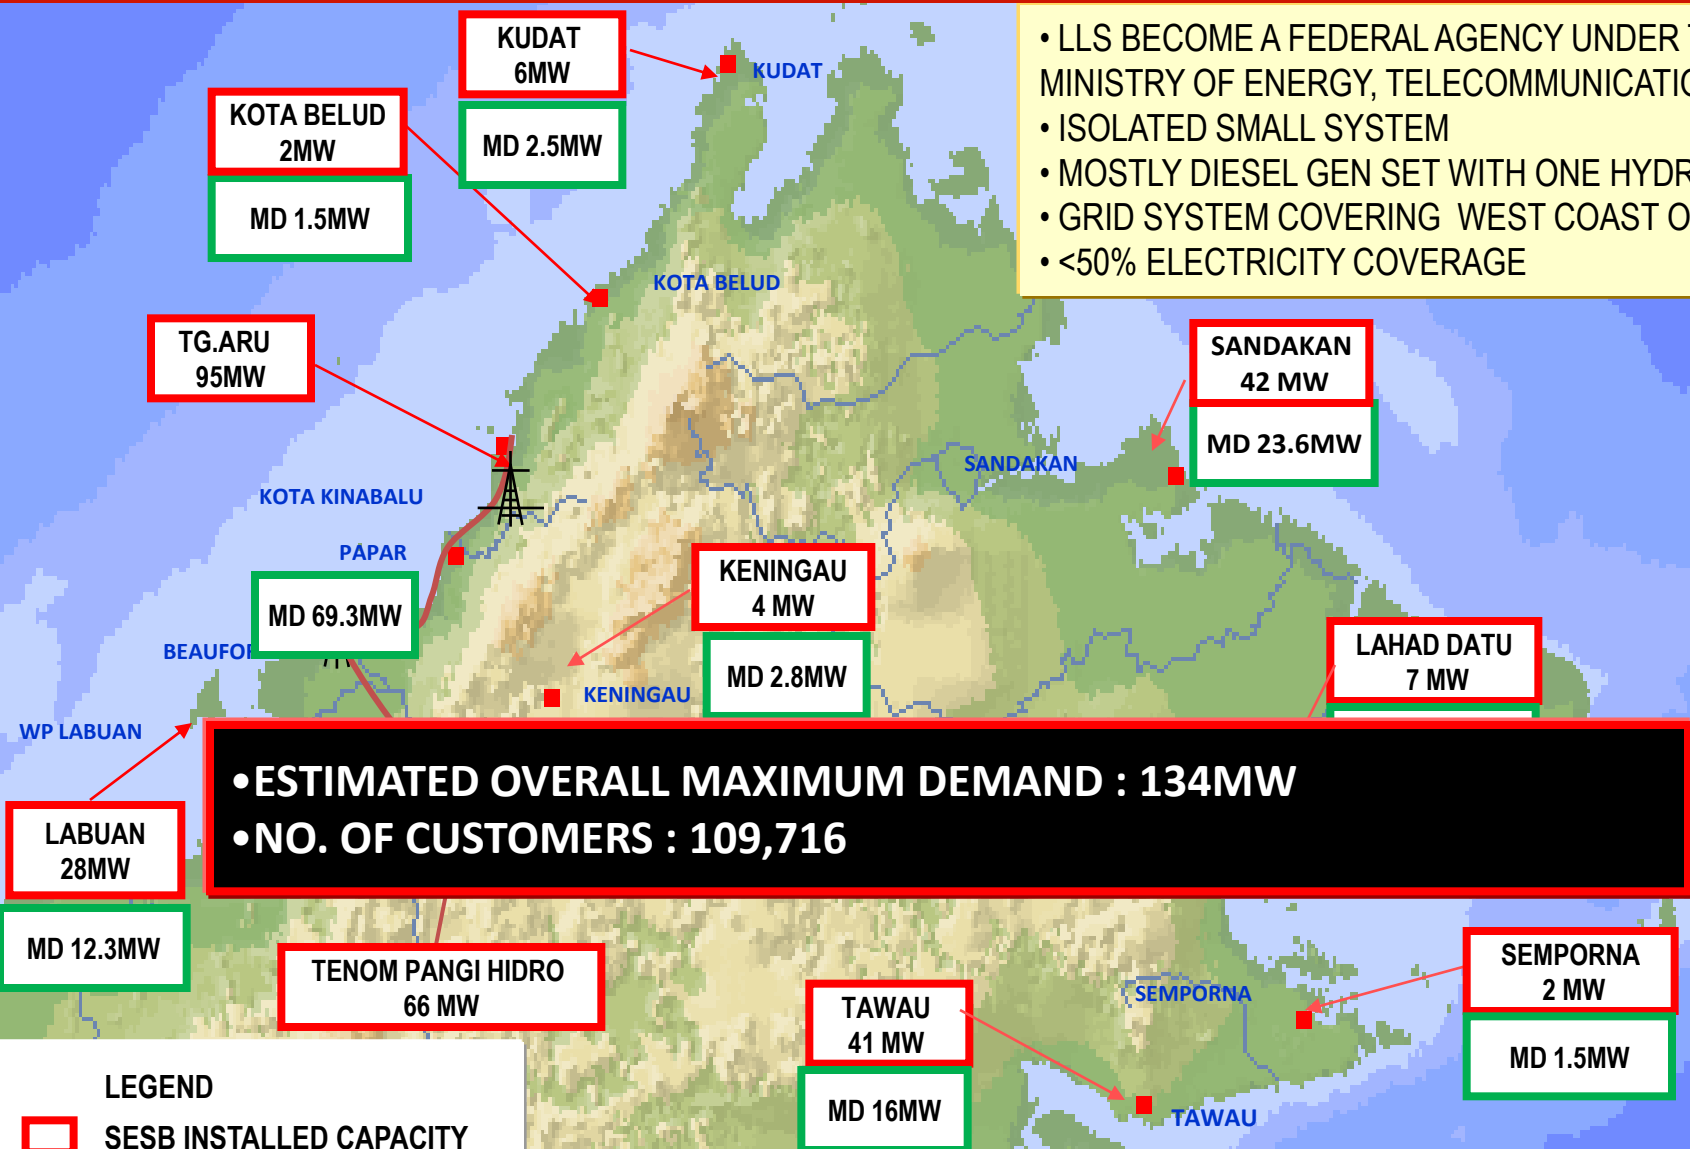 KUDAT
6MW
MD 2.5MW
KUDAT
• LLS BECOME A FEDERAL AGENCY UNDER
MINISTRY OF ENERGY, TELECOMMUNICATIO
• ISOLATED SMALL SYSTEM
• MOSTLY DIESEL GEN SET WITH ONE HYDR
• GRID SYSTEM COVERING WEST COAST O
• <50% ELECTRICITY COVERAGE
KOTA BELUD
2MW
MD 1.5MW
KOTA BELUD
TG.ARU
95MW
SANDAKAN
42 MW
MD 23.6MW
SANDAKAN
KOTA KINABALU
PAPAR
MD 69.3MW
BEAUFOR
KENINGAU
4 MW
MD 2.8MW
KENINGAU
LAHAD DATU
7 MW
WP LABUAN
•ESTIMATED OVERALL MAXIMUM DEMAND : 134MW
•NO. OF CUSTOMERS : 109,716
LABUAN
28MW
MD 12.3MW
TENOM PANGI HIDRO
66 MW
TAWAU
41 MW
MD 16MW
TAWAU
SEMPORNA
SEMPORNA
2 MW
MD 1.5MW
LEGEND
SESB INSTALLED CAPACITY